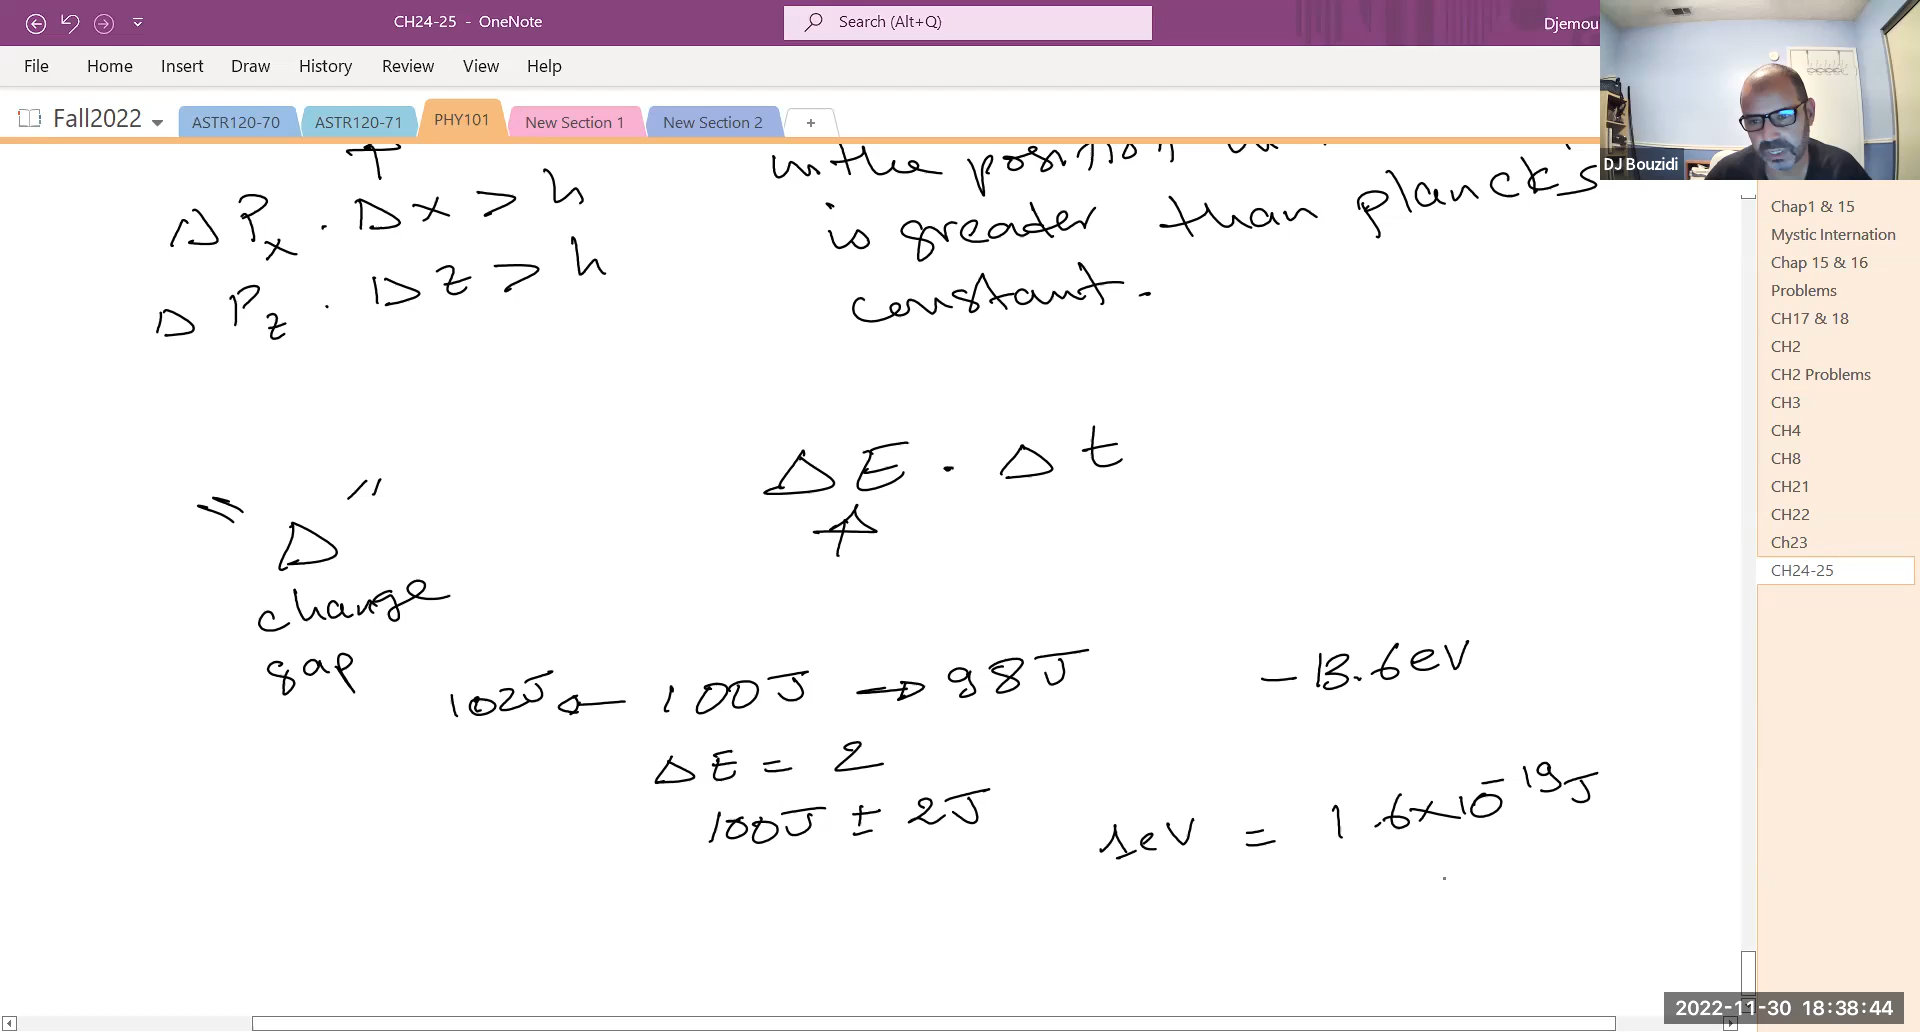 CH24-25 - OneNote
Search (Alt+Q)
Djemou
File Home Insert Draw History Review View Help
Fall2022
ASTR120-70
ASTR120-71
PHY101
New Section 1
New Section 2
+
DJ Bouzidi
Δ Px . Δx > h
Δ Pz . Δz > h
in the position
is greader than planck's
constant.
ΔE . Δt
"Δ"
change
gap
102J ← 100J → 98J
ΔE = 2
100J ± 2J
-13.6eV
1eV = 1.6×10^-19 J
Chap1 & 15
Mystic Internation
Chap 15 & 16
Problems
CH17 & 18
CH2
CH2 Problems
CH3
CH4
CH8
CH21
CH22
Ch23
CH24-25
2022-11-30 18:38:44